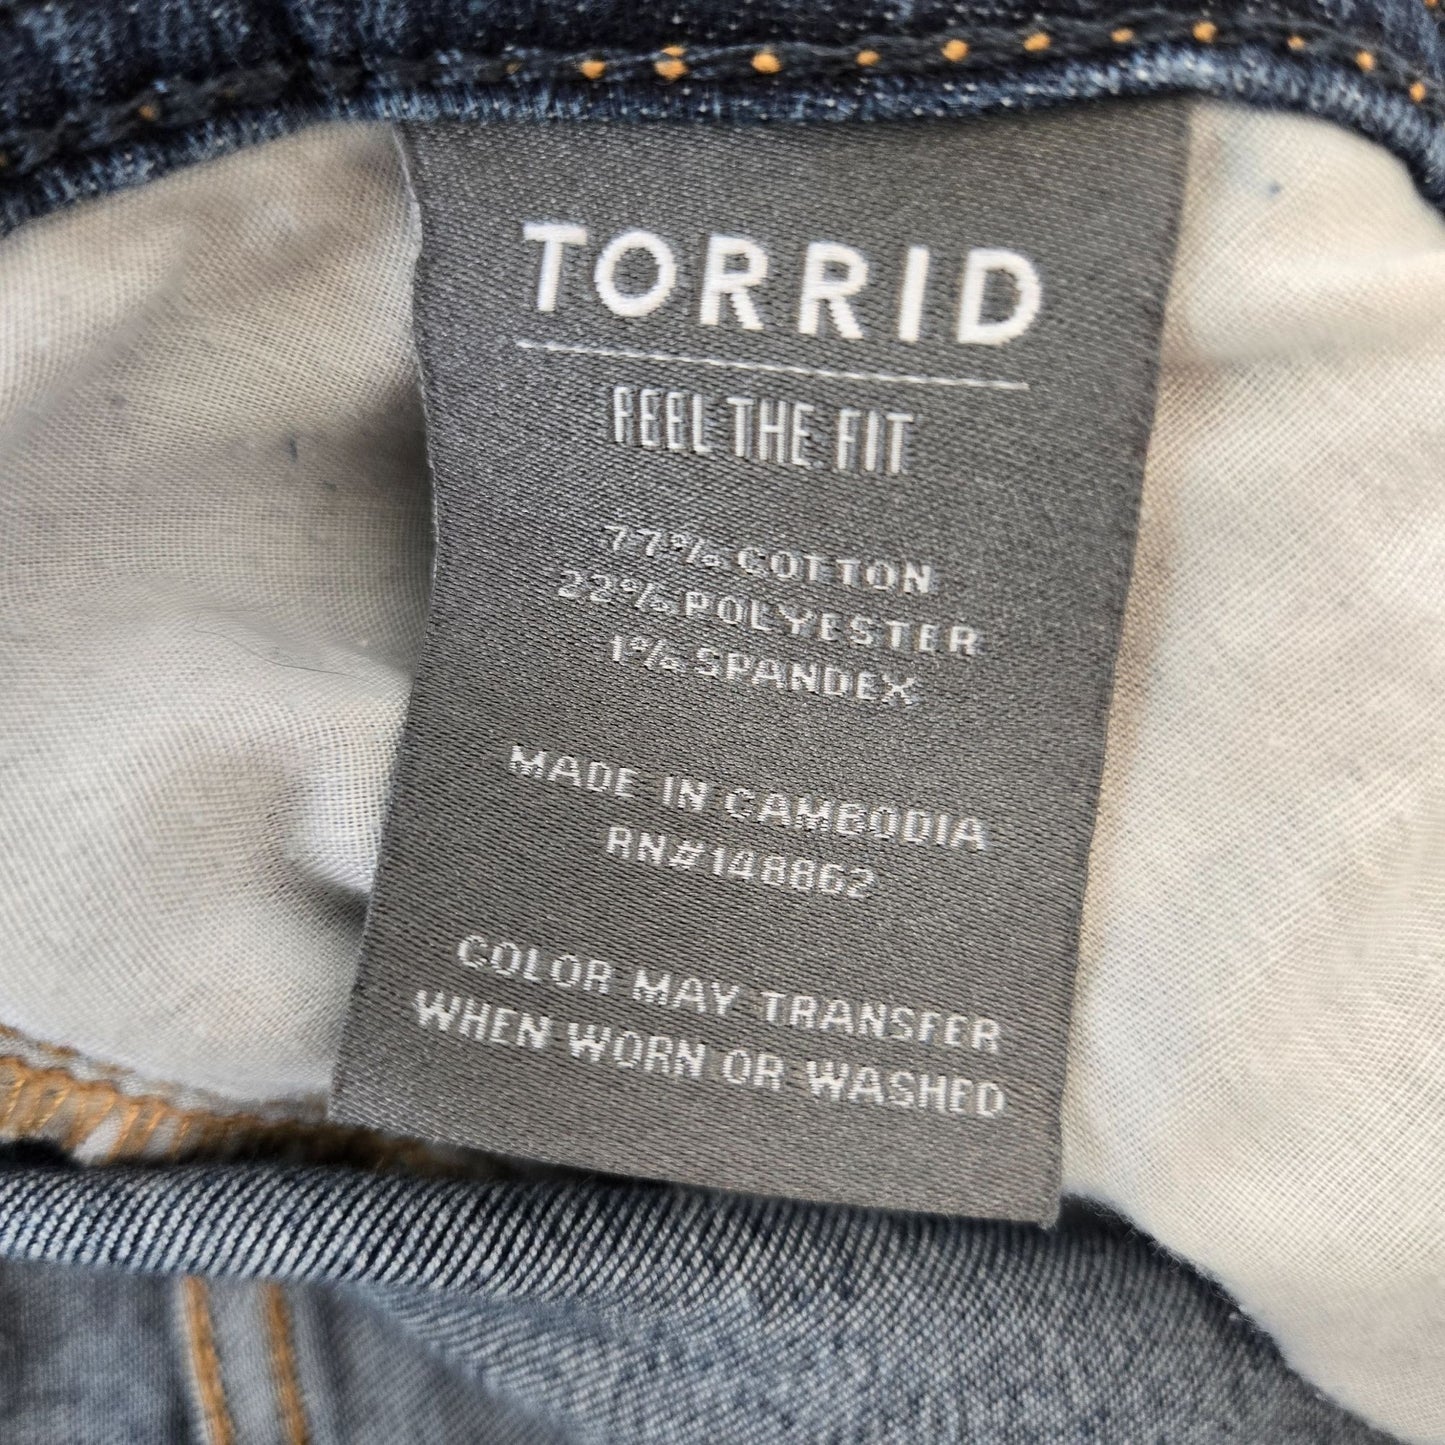 TORRID
FEEL THE FIT
77% COTTON
22% POLYESTER
1% SPANDEX
MADE IN CAMBODIA
RN#148862
COLOR MAY TRANSFER
WHEN WORN OR WASHED